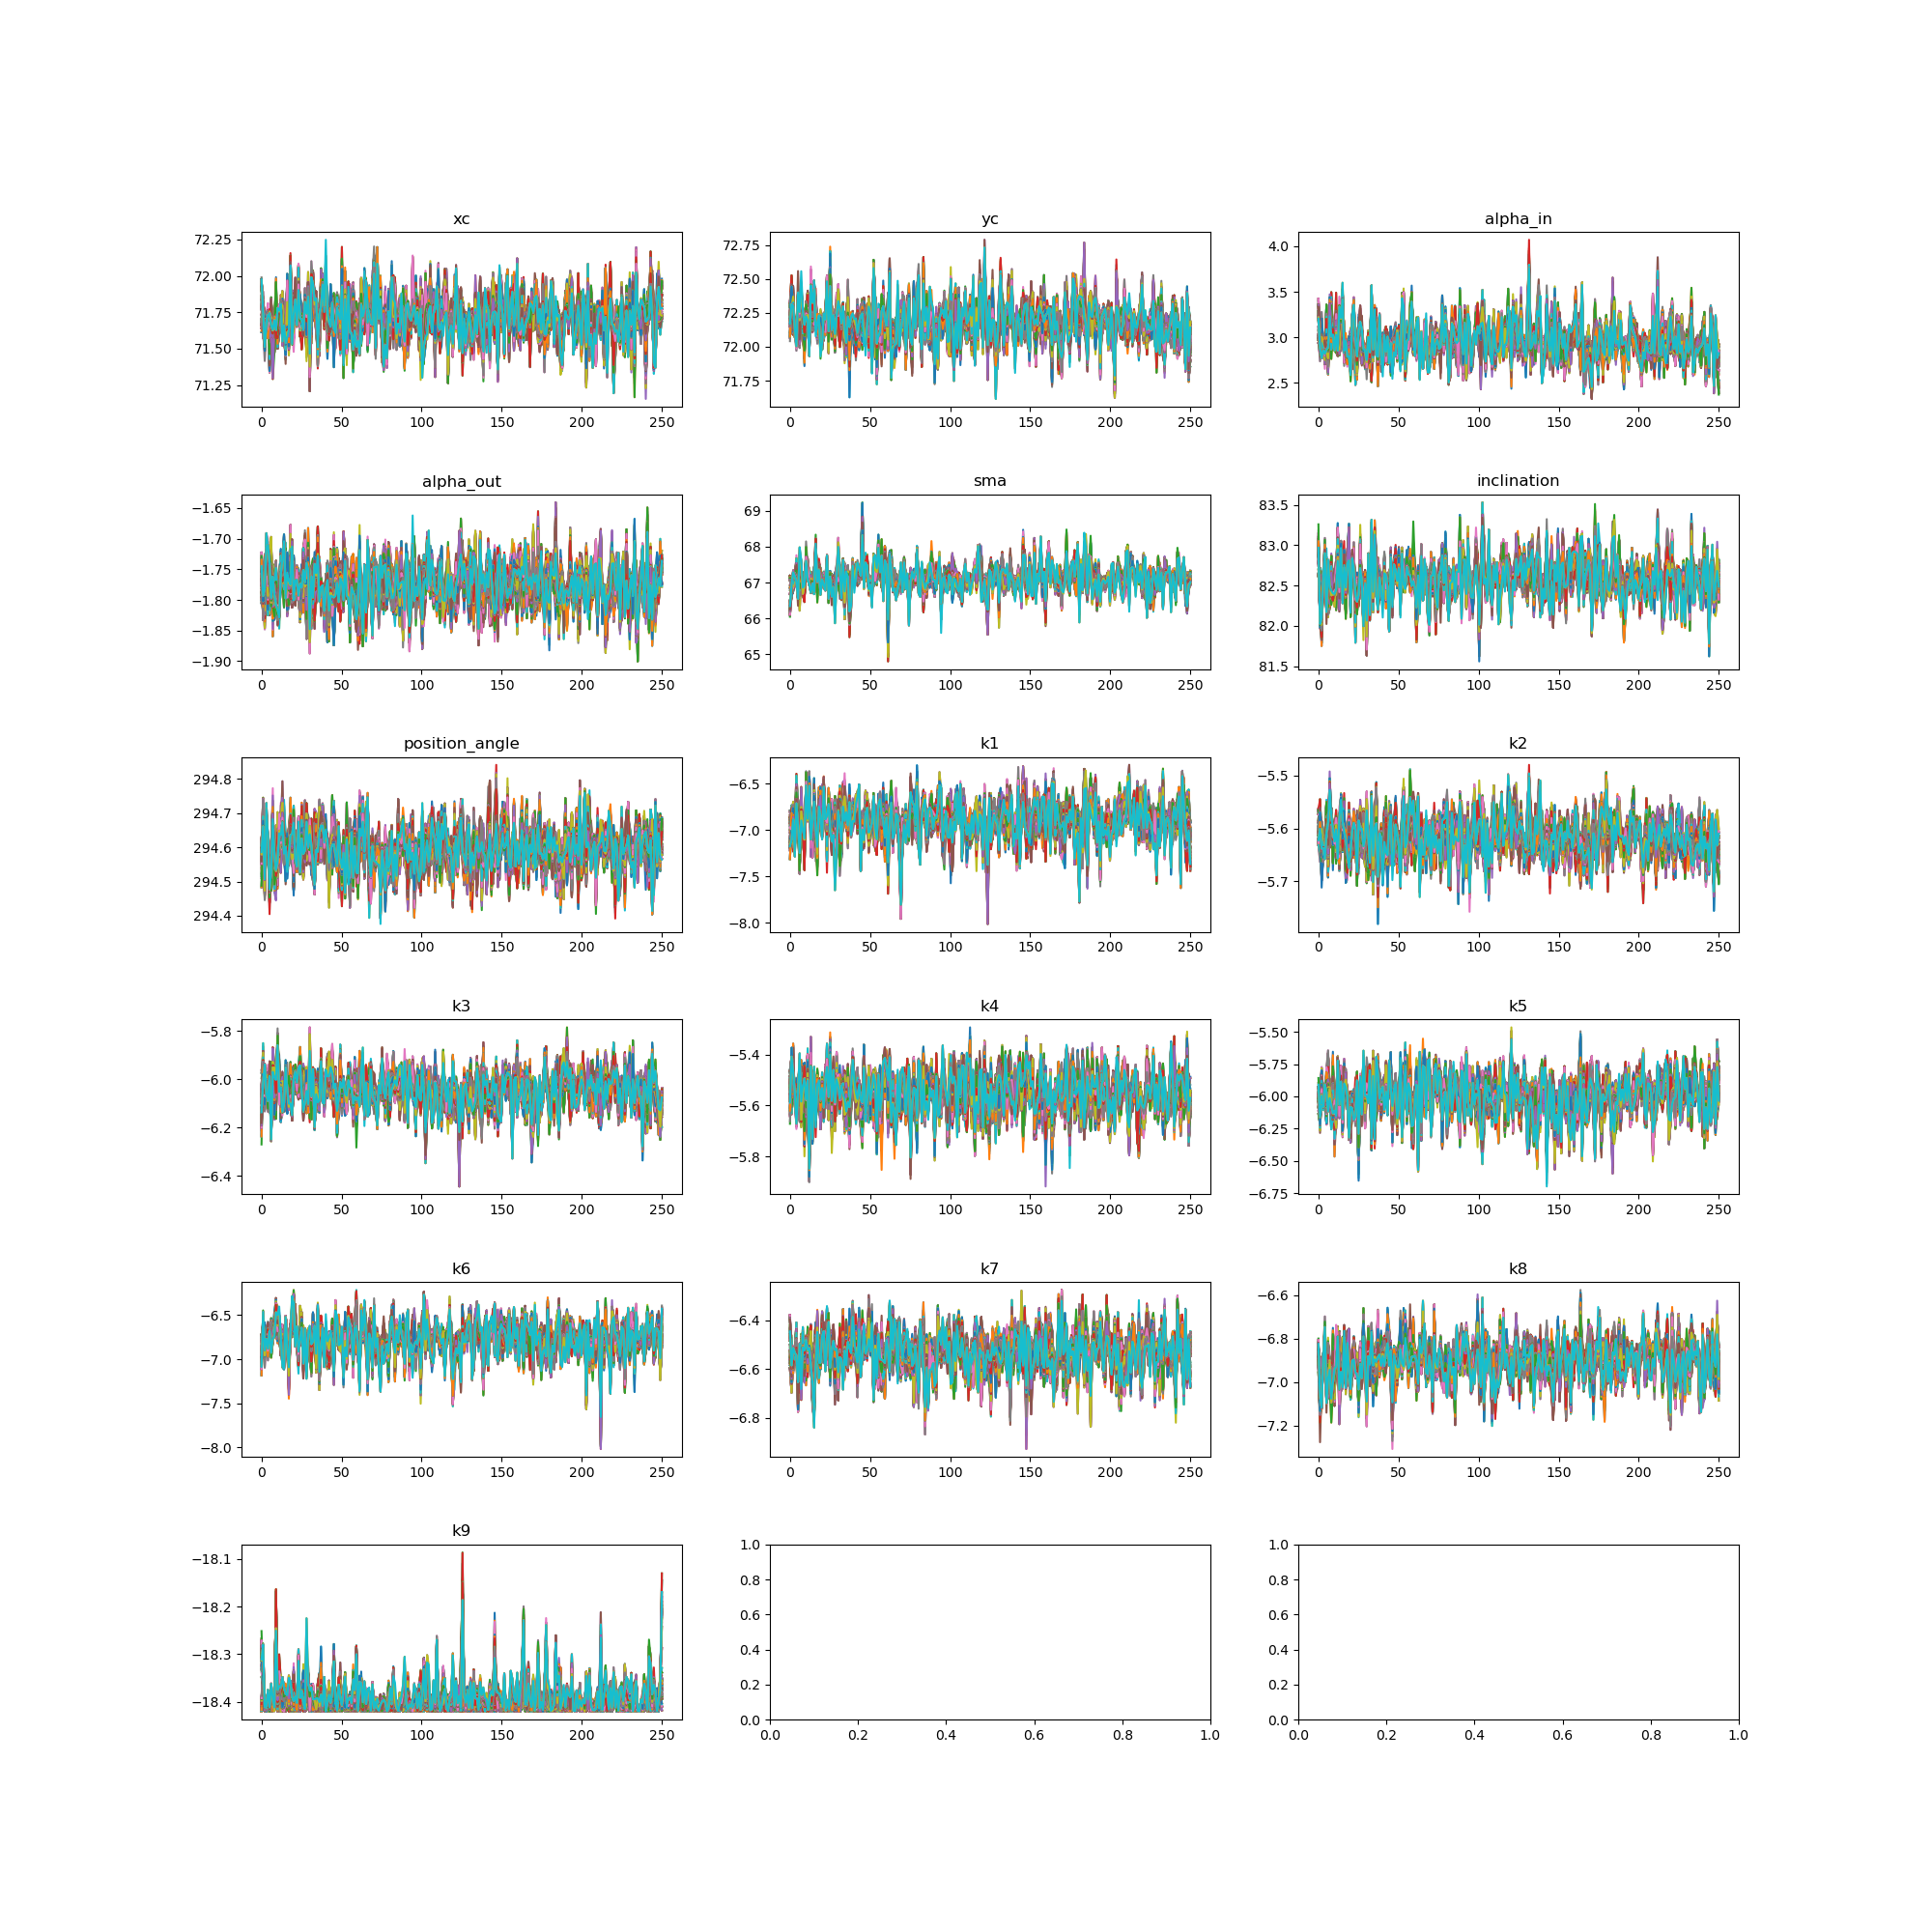 xc yc alpha_in
72.25 72.00 71.75 71.50 71.25
0 50 100 150 200 250
72.75 72.50 72.25 72.00 71.75
0 50 100 150 200 250
4.0 3.5 3.0 2.5
0 50 100 150 200 250
alpha_out sma inclination
−1.65 −1.70 −1.75 −1.80 −1.85 −1.90
0 50 100 150 200 250
69 68 67 66 65
0 50 100 150 200 250
83.5 83.0 82.5 82.0 81.5
0 50 100 150 200 250
position_angle k1 k2
294.8 294.7 294.6 294.5 294.4
0 50 100 150 200 250
−6.5 −7.0 −7.5 −8.0
0 50 100 150 200 250
−5.5 −5.6 −5.7
0 50 100 150 200 250
k3 k4 k5
−5.8 −6.0 −6.2 −6.4
0 50 100 150 200 250
−5.4 −5.6 −5.8
0 50 100 150 200 250
−5.50 −5.75 −6.00 −6.25 −6.50 −6.75
0 50 100 150 200 250
k6 k7 k8
−6.5 −7.0 −7.5 −8.0
0 50 100 150 200 250
−6.4 −6.6 −6.8
0 50 100 150 200 250
−6.6 −6.8 −7.0 −7.2
0 50 100 150 200 250
k9
−18.1 −18.2 −18.3 −18.4
0 50 100 150 200 250
1.0 0.8 0.6 0.4 0.2 0.0
0.0 0.2 0.4 0.6 0.8 1.0
1.0 0.8 0.6 0.4 0.2 0.0
0.0 0.2 0.4 0.6 0.8 1.0